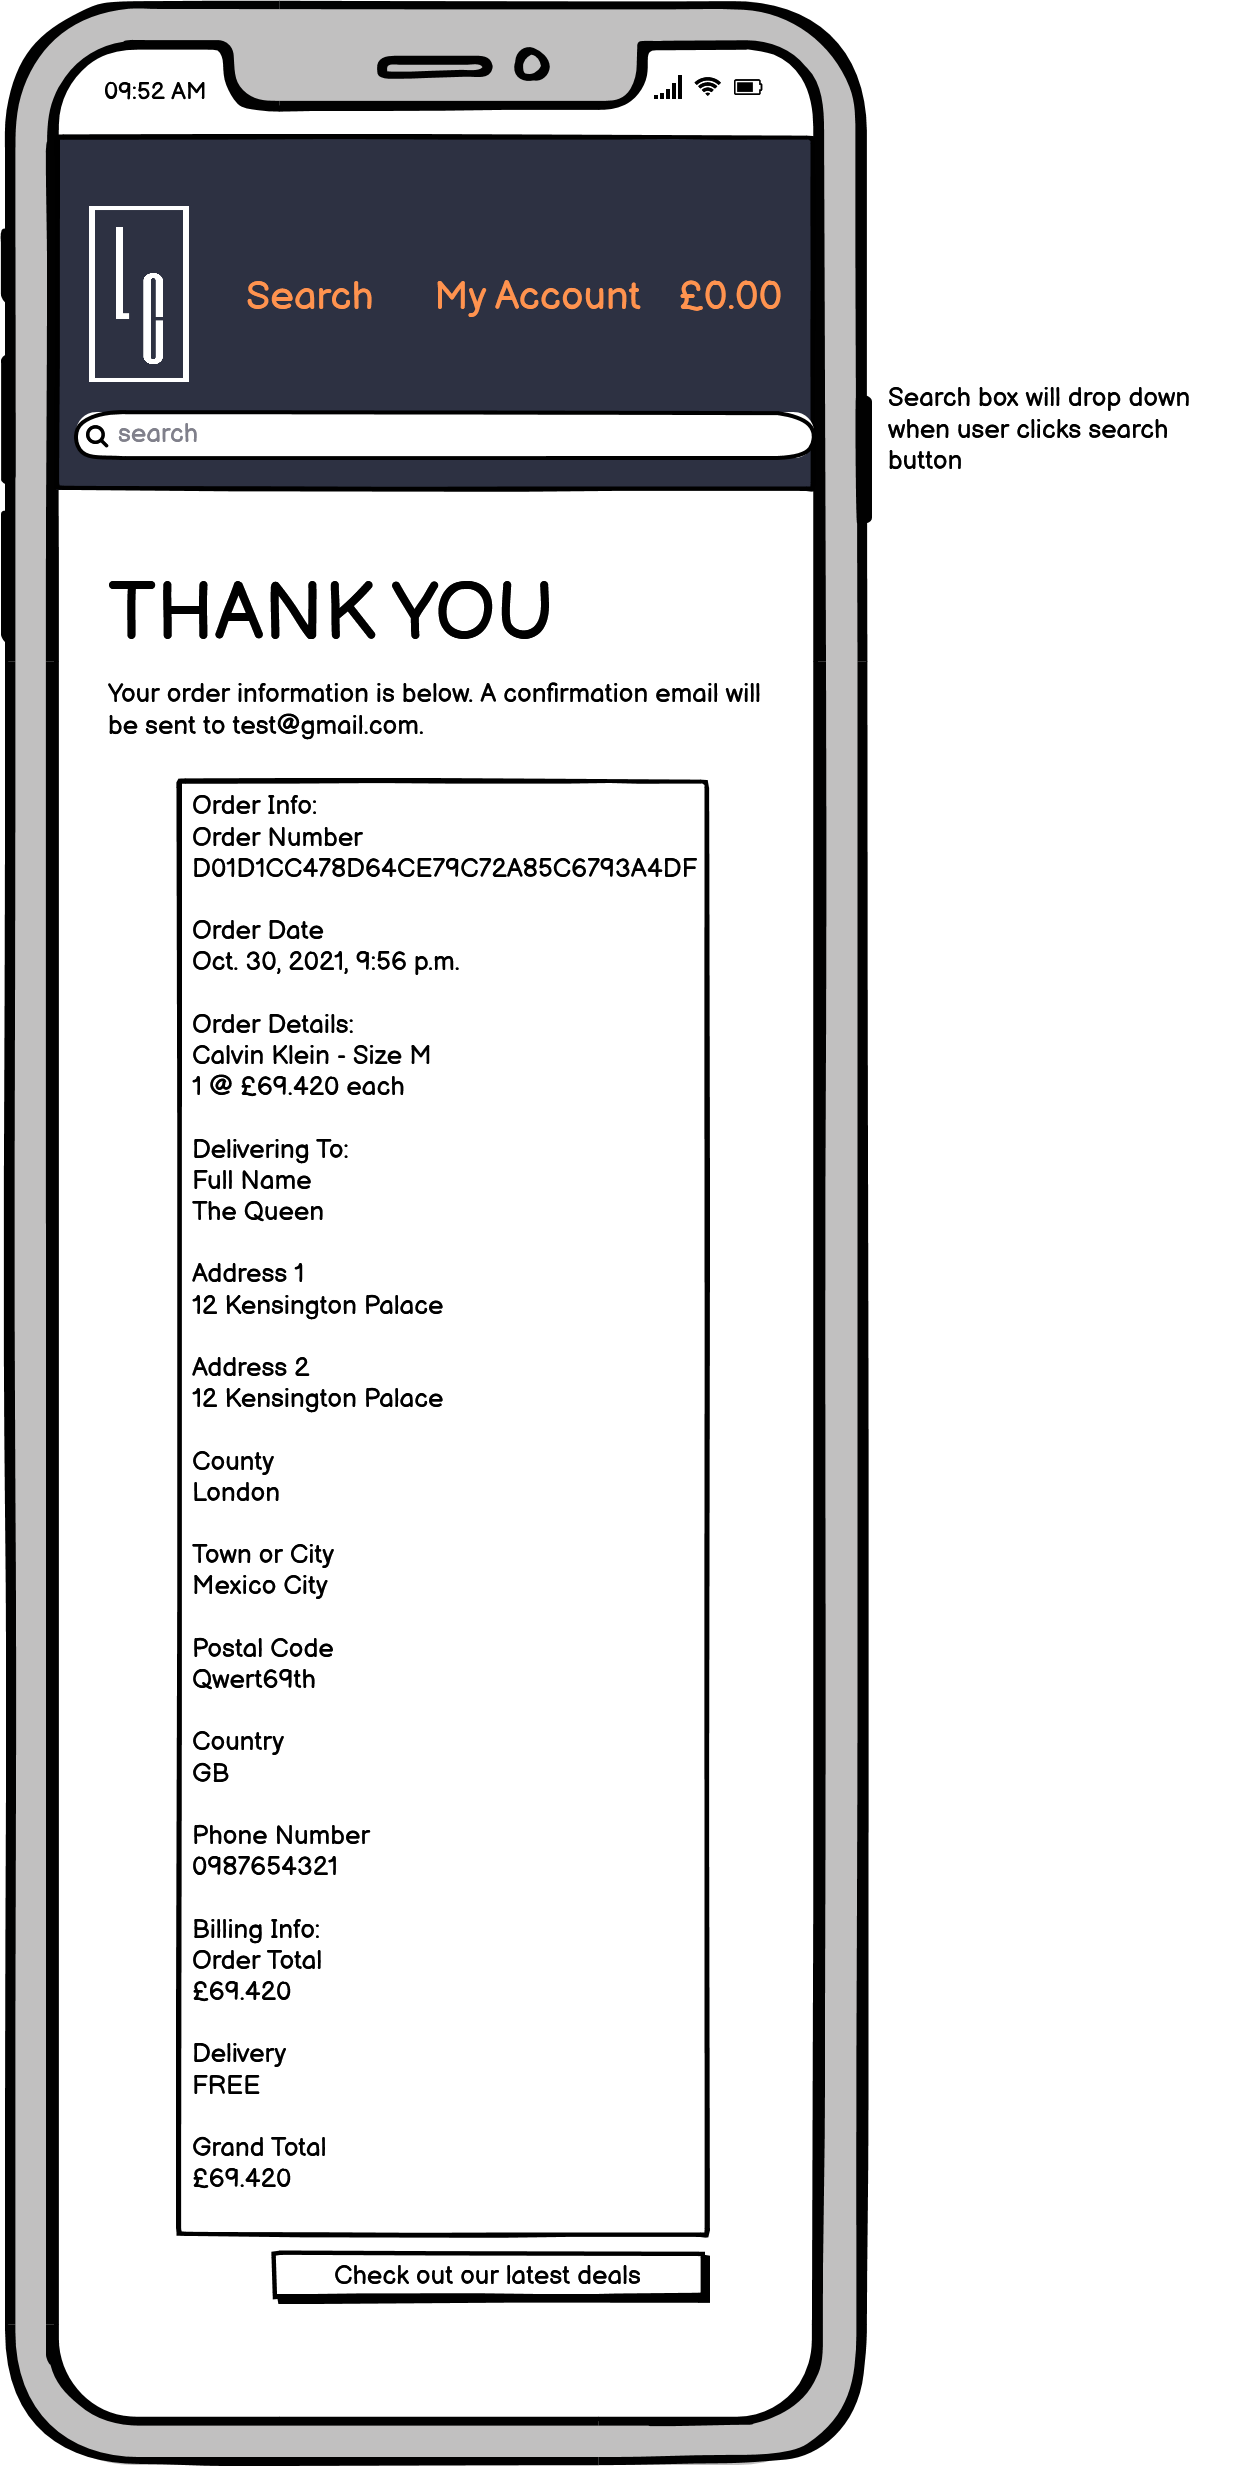 09:52 AM
LC
Search My Account £0.00
search
Search box will drop down
when user clicks search
button
THANK YOU
Your order information is below. A confirmation email will
be sent to test@gmail.com.
Order Info:
Order Number
D01D1CC478D64CE79C72A85C6793A4DF
Order Date
Oct. 30, 2021, 9:56 p.m.
Order Details:
Calvin Klein - Size M
1 @ £69.420 each
Delivering To:
Full Name
The Queen
Address 1
12 Kensington Palace
Address 2
12 Kensington Palace
County
London
Town or City
Mexico City
Postal Code
Qwert69th
Country
GB
Phone Number
0987654321
Billing Info:
Order Total
£69.420
Delivery
FREE
Grand Total
£69.420
Check out our latest deals